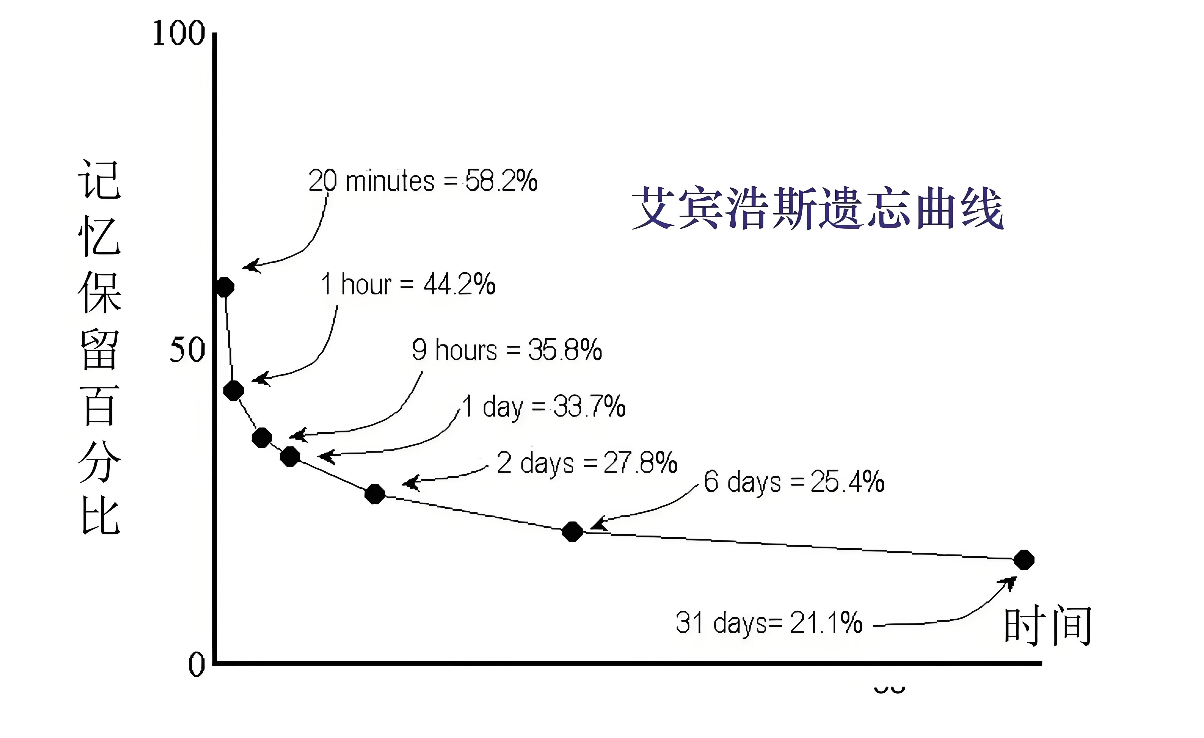 100
20 minutes = 58.2%
艾宾浩斯遗忘曲线
1 hour = 44.2%
记忆保留百分比
50
9 hours = 35.8%
1 day = 33.7%
2 days = 27.8%
6 days = 25.4%
31 days= 21.1%
时间
0